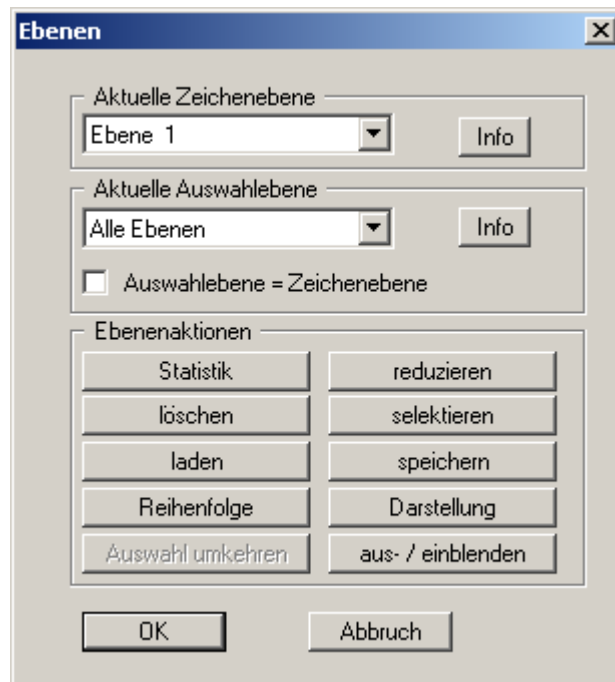 Ebenen
Aktuelle Zeichenebene
Ebene 1
Info
Aktuelle Auswahlebene
Alle Ebenen
Info
Auswahlebene = Zeichenebene
Ebenenaktionen
Statistik
reduzieren
löschen
selektieren
laden
speichern
Reihenfolge
Darstellung
Auswahl umkehren
aus- / einblenden
OK
Abbruch